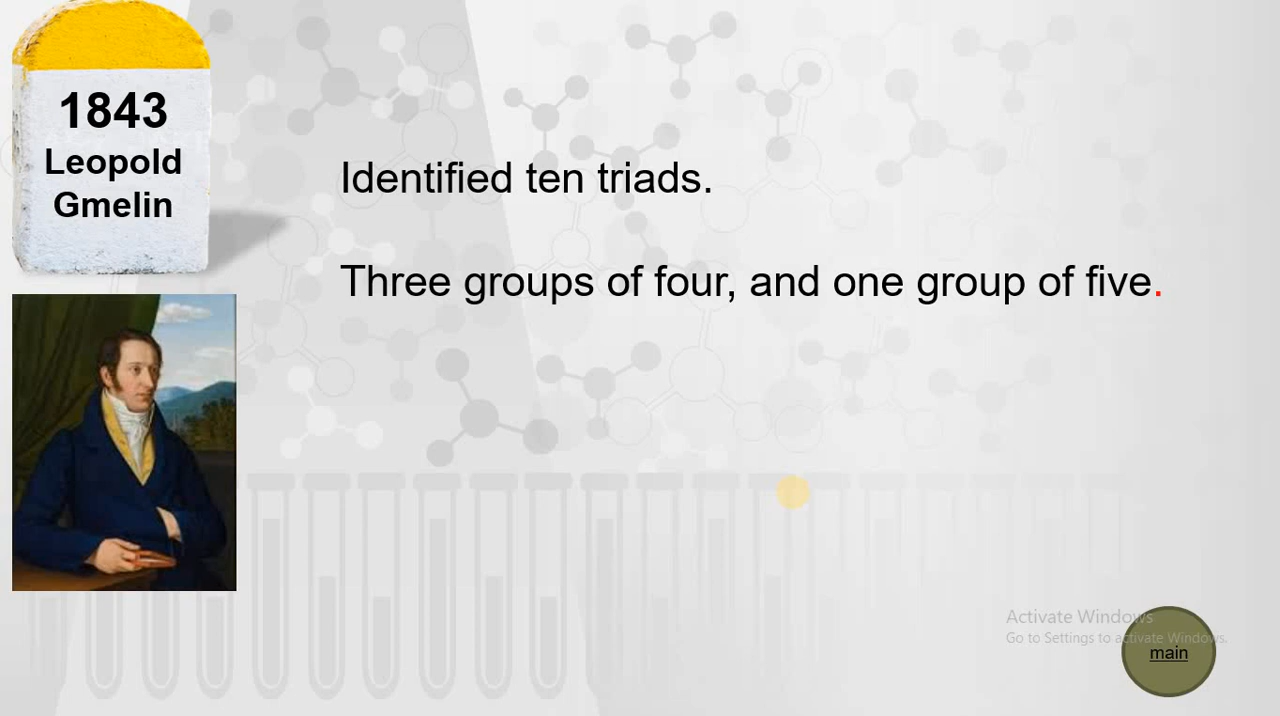 1843
Leopold
Gmelin
Identified ten triads.
Three groups of four, and one group of five.
Activate Windows
Go to Settings to activate Windows.
main